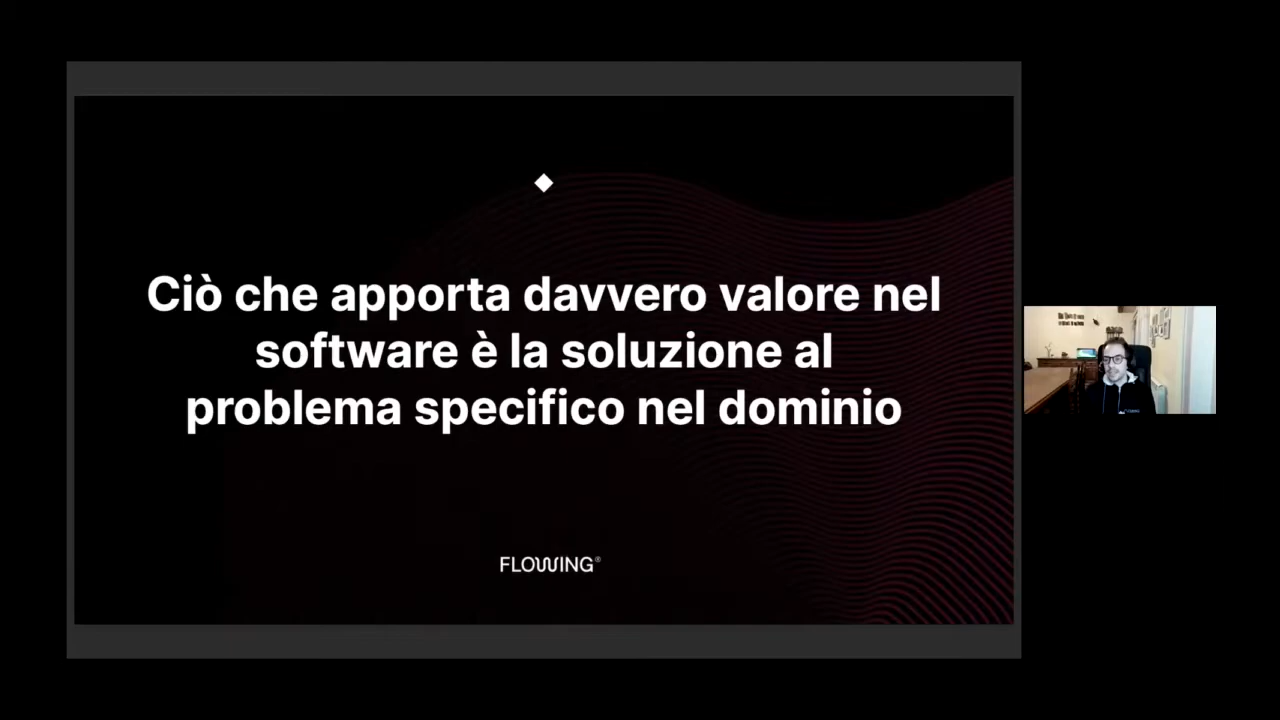 Ciò che apporta davvero valore nel
software è la soluzione al
problema specifico nel dominio
FLOWING®